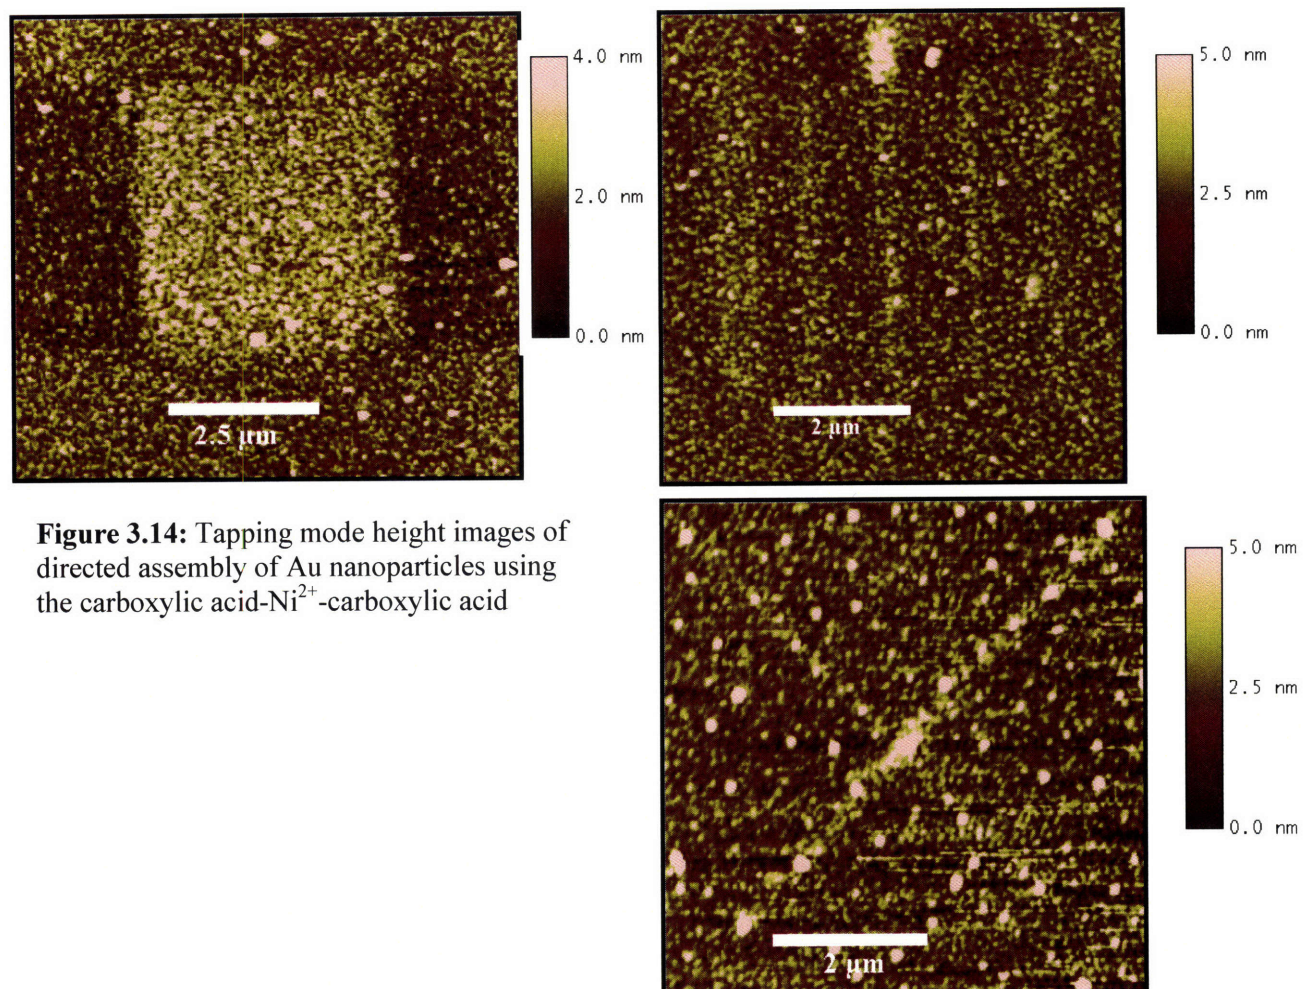 4.0 nm
2.0 nm
0.0 nm
2.5 μm
5.0 nm
2.5 nm
0.0 nm
2 μm
Figure 3.14: Tapping mode height images of
directed assembly of Au nanoparticles using
the carboxylic acid-Ni²⁺-carboxylic acid
5.0 nm
2.5 nm
0.0 nm
2 μm